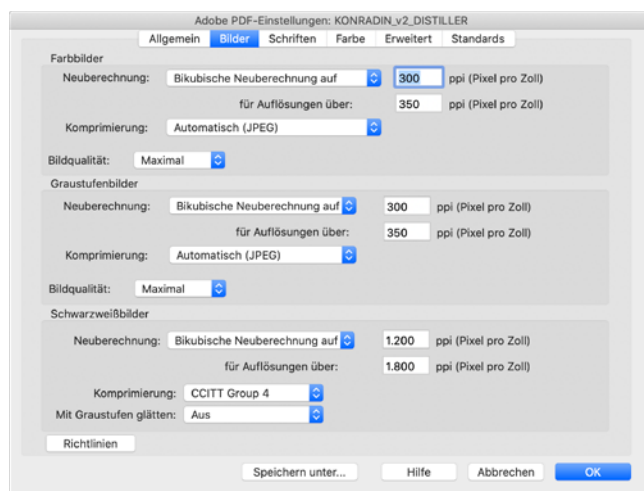 Adobe PDF-Einstellungen: KONRADIN_v2_DISTILLER
Allgemein Bilder Schriften Farbe Erweitert Standards
Farbbilder
Neuberechnung: Bikubische Neuberechnung auf 300 ppi (Pixel pro Zoll)
für Auflösungen über: 350 ppi (Pixel pro Zoll)
Komprimierung: Automatisch (JPEG)
Bildqualität: Maximal
Graustufenbilder
Neuberechnung: Bikubische Neuberechnung auf 300 ppi (Pixel pro Zoll)
für Auflösungen über: 350 ppi (Pixel pro Zoll)
Komprimierung: Automatisch (JPEG)
Bildqualität: Maximal
Schwarzweißbilder
Neuberechnung: Bikubische Neuberechnung auf 1.200 ppi (Pixel pro Zoll)
für Auflösungen über: 1.800 ppi (Pixel pro Zoll)
Komprimierung: CCITT Group 4
Mit Graustufen glätten: Aus
Richtlinien
Speichern unter... Hilfe Abbrechen OK